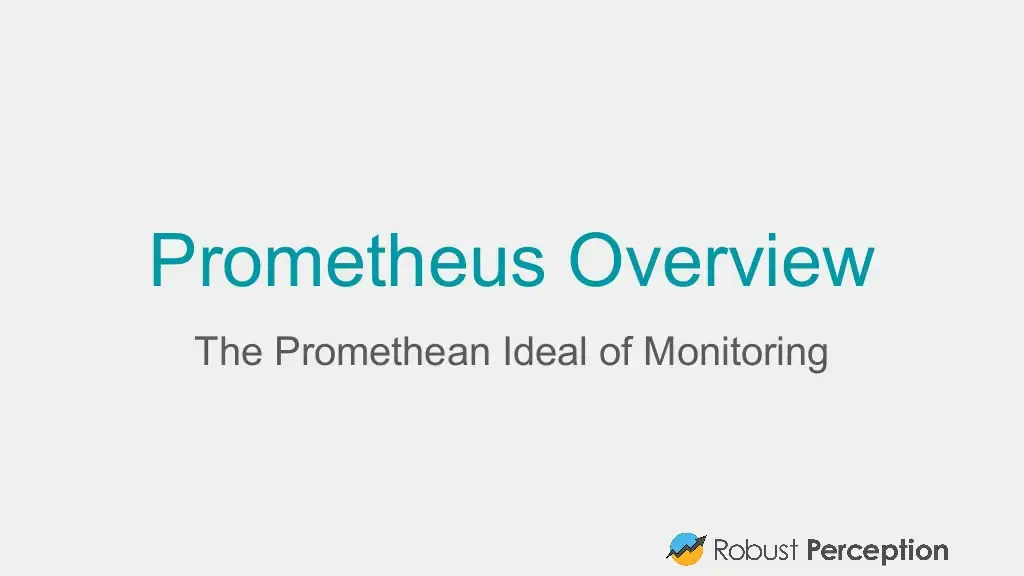 Prometheus Overview
The Promethean Ideal of Monitoring
Robust Perception